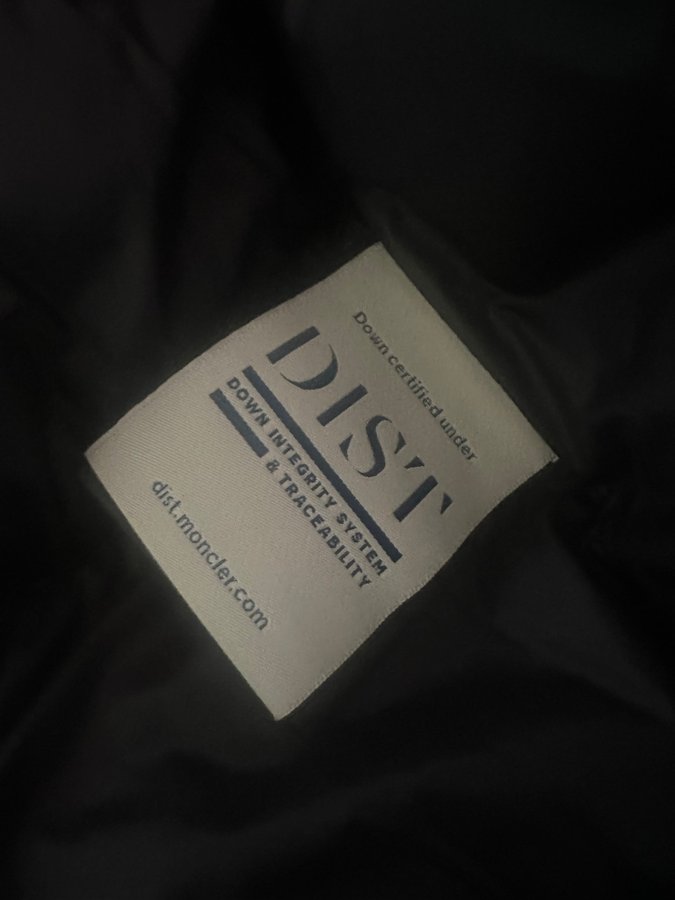 Down certified under
DIST
DOWN INTEGRITY SYSTEM
& TRACEABILITY
dist.moncler.com